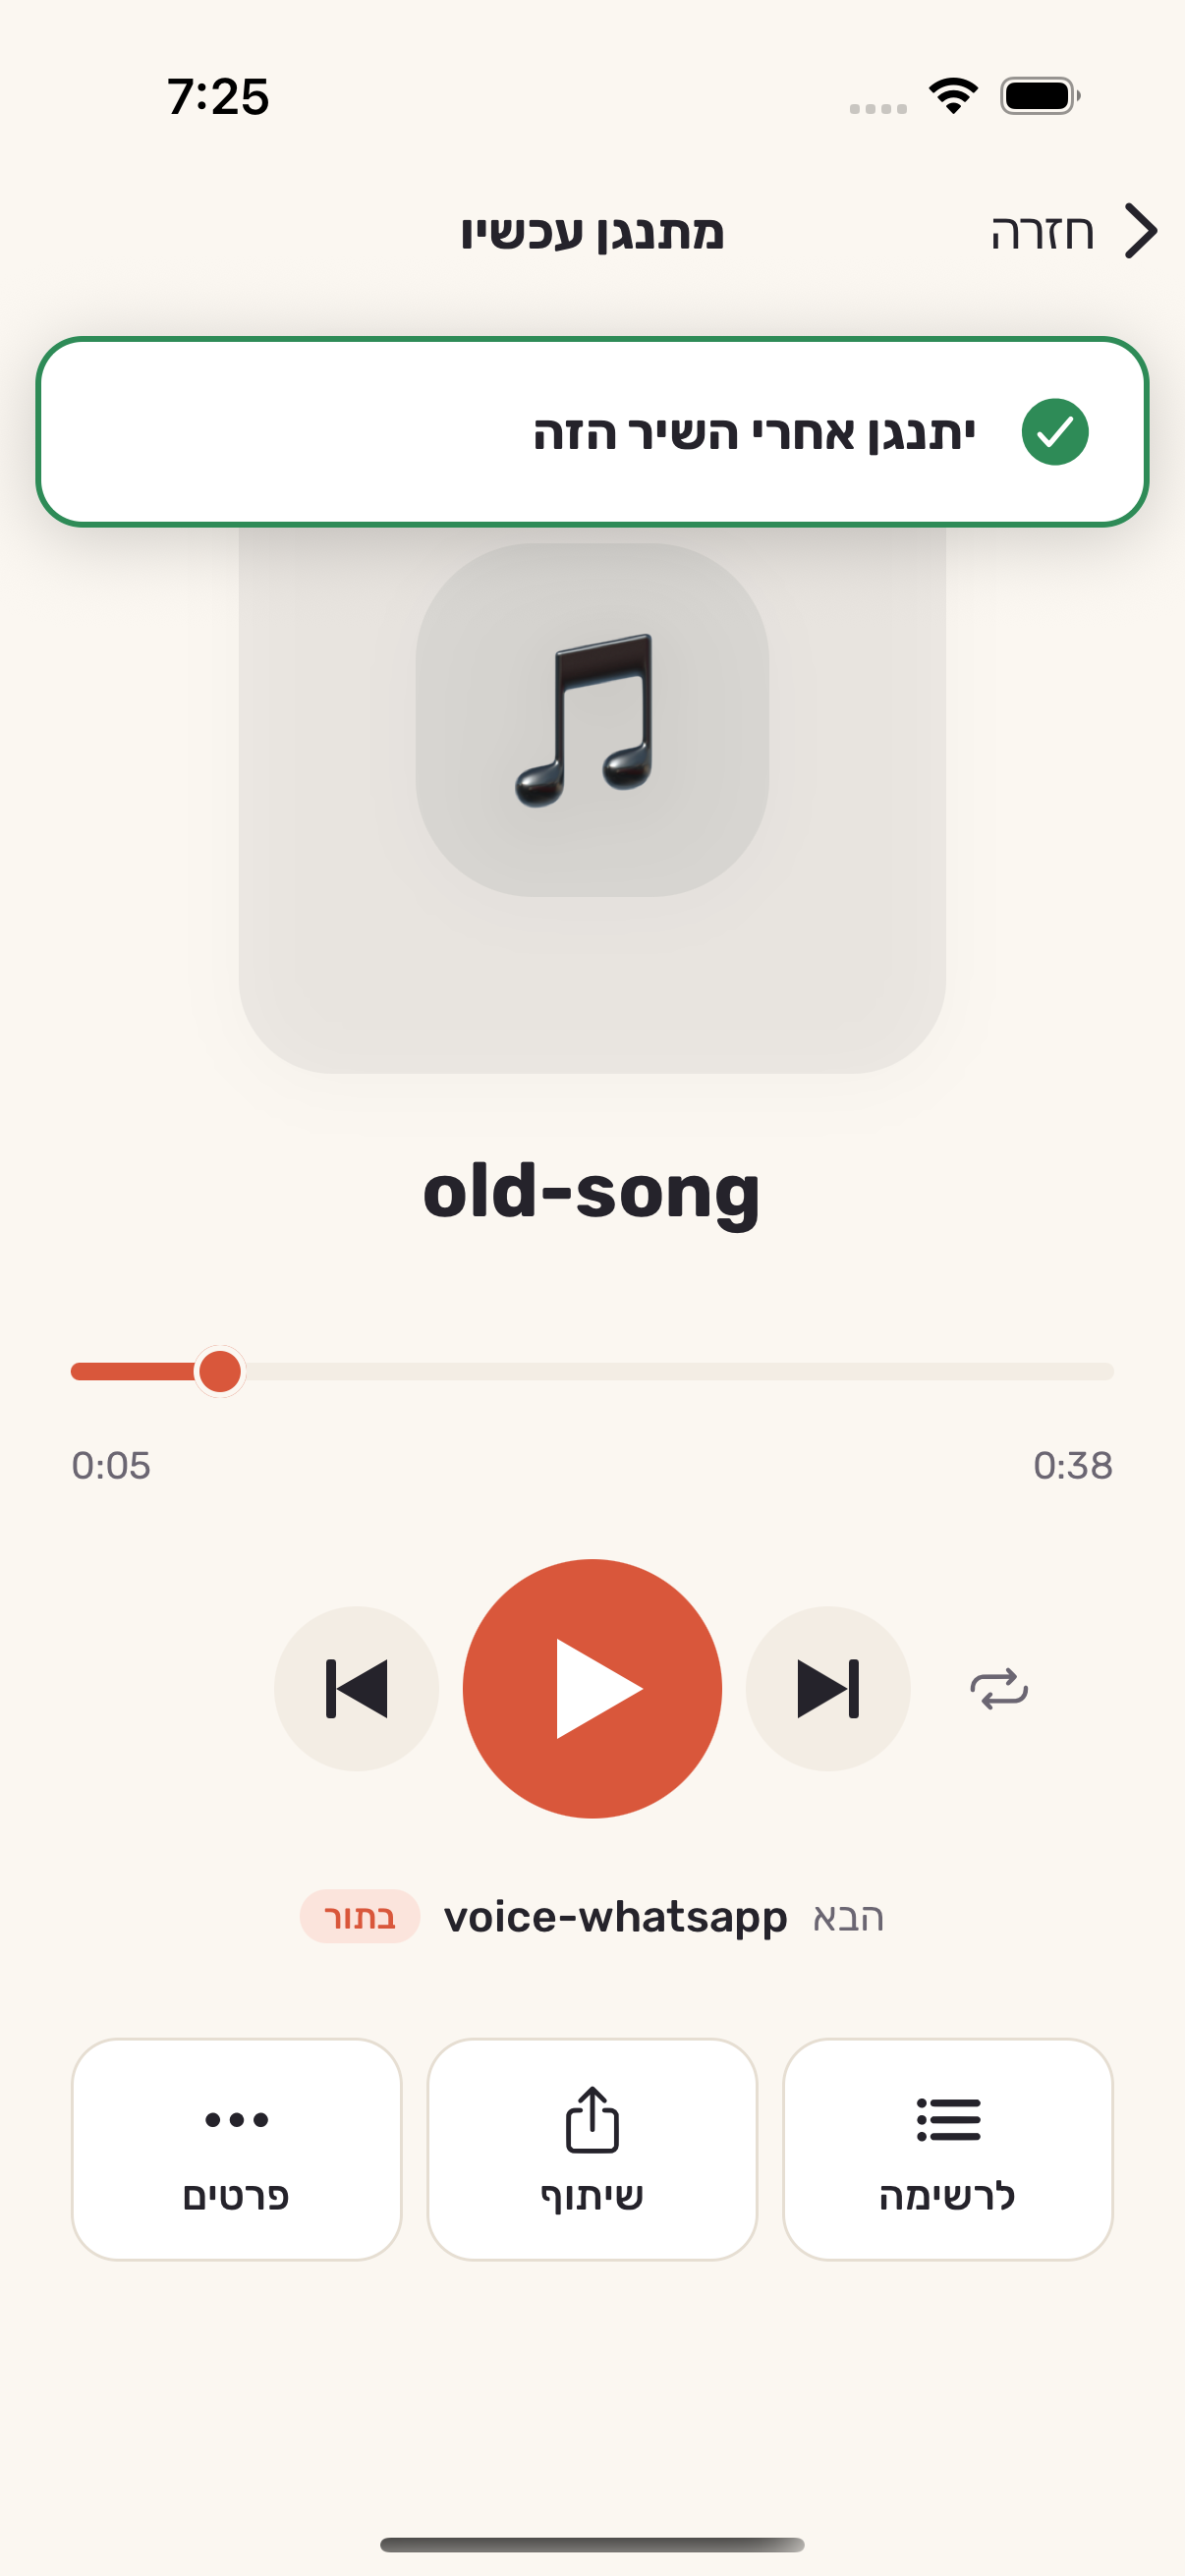 7:25
חזרה
מתנגן עכשיו
יתנגן אחרי השיר הזה
old-song
0:05 0:38
הבא voice-whatsapp בתור
לרשימה שיתוף פרטים